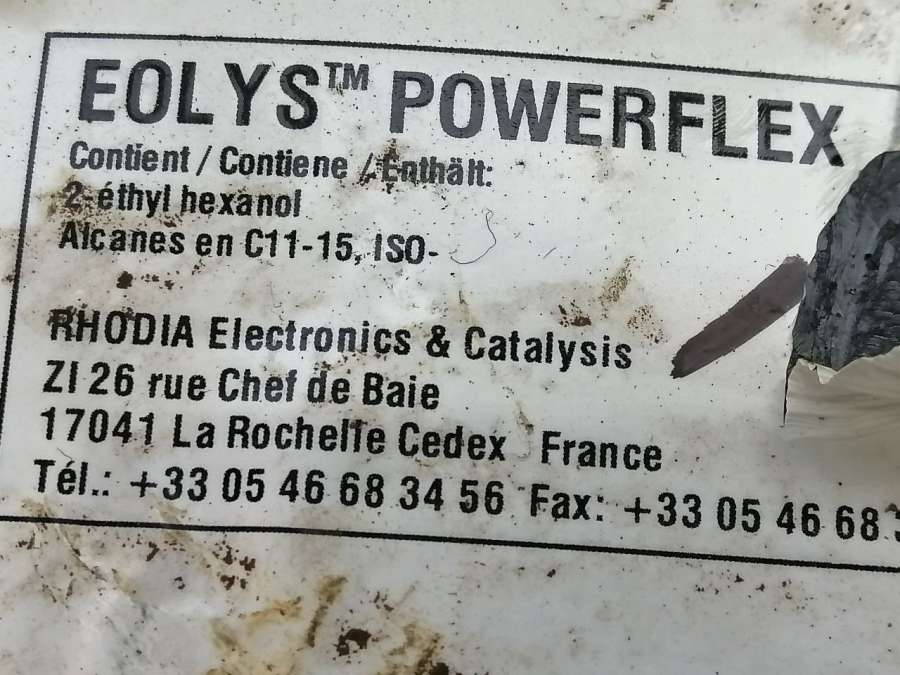 EOLYS™ POWERFLEX
Contient / Contiene / Enthält:
2-éthyl hexanol
Alcanes en C11-15, ISO-
RHODIA Electronics & Catalysis
ZI 26 rue Chef de Baie
17041 La Rochelle Cedex France
Tél.: +33 05 46 68 34 56 Fax: +33 05 46 68